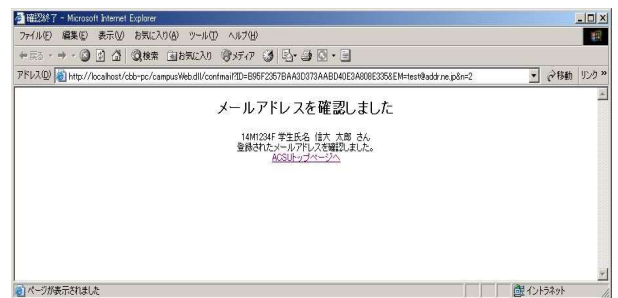 確認終了 - Microsoft Internet Explorer
ファイル(F) 編集(E) 表示(V) お気に入り(A) ツール(T) ヘルプ(H)
戻る 検索 お気に入り メディア
アドレス(D) http://localhost/cbb-pc/campusWeb.dll/confmail?ID=B95F2357BAA3D373AABD40E3A808E335&EM=test@addr.ne.jp&n=2 移動 リンク »
メールアドレスを確認しました
14M1234F 学生氏名 信大 太郎 さん
登録されたメールアドレスを確認しました。
ACSUトップページへ
ページが表示されました イントラネット